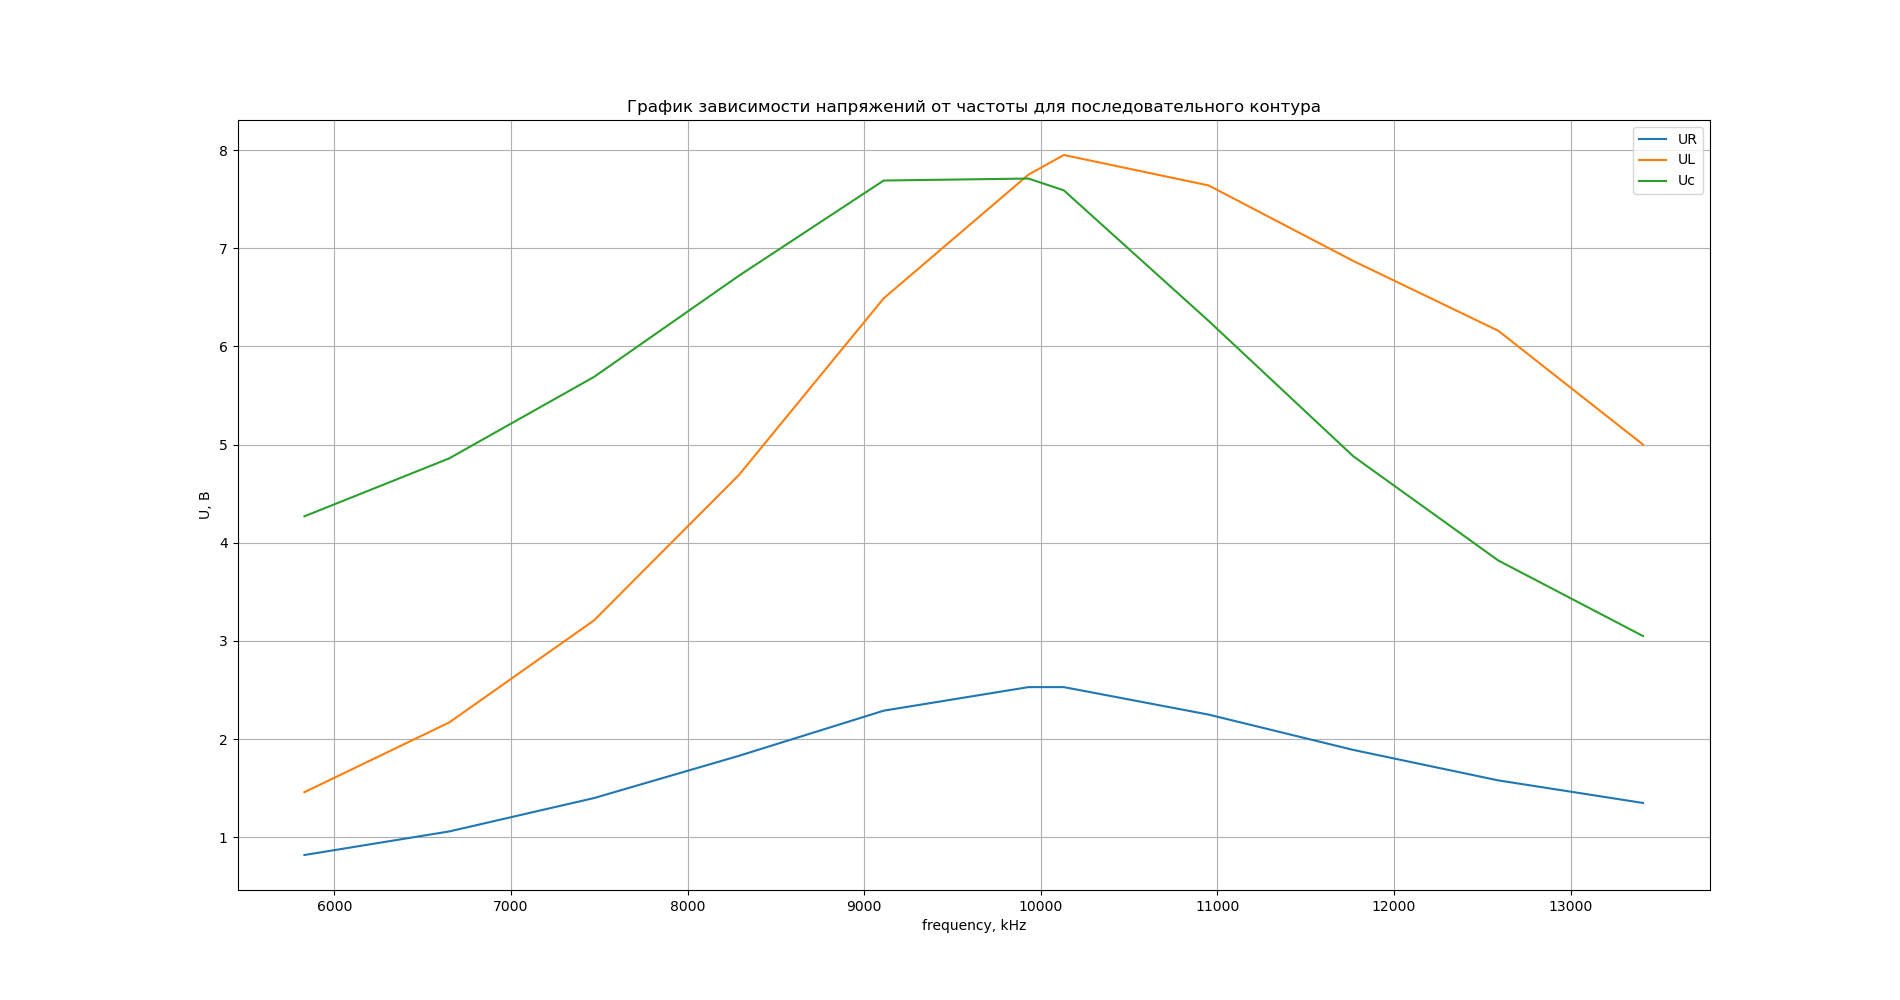 График зависимости напряжений от частоты для последовательного контура
UR
UL
Uc
8
7
6
5
4
3
2
1
U, В
6000 7000 8000 9000 10000 11000 12000 13000
frequency, kHz